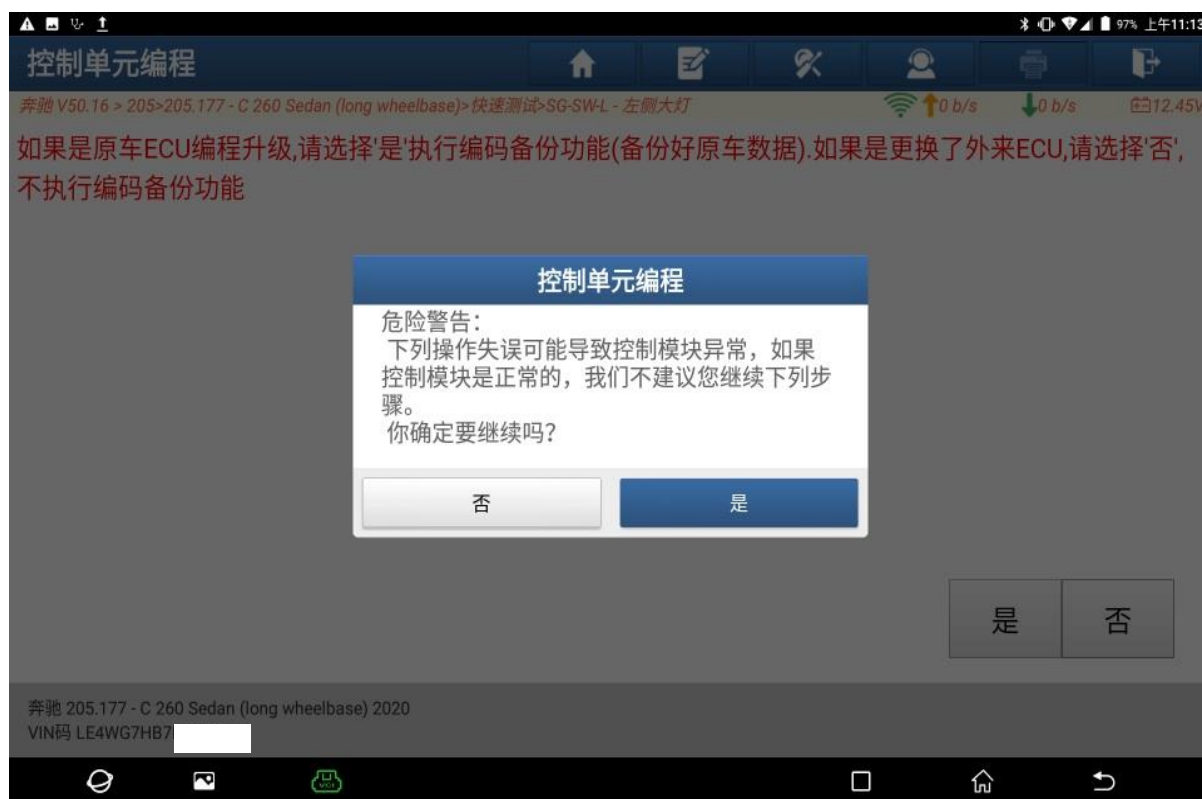 97% 上午11:13
控制单元编程
奔驰 V50.16 > 205>205.177 - C 260 Sedan (long wheelbase)>快速测试>SG-SW-L - 左侧大灯 0 b/s 0 b/s 12.45V
如果是原车ECU编程升级,请选择'是'执行编码备份功能(备份好原车数据).如果是更换了外来ECU,请选择'否',
不执行编码备份功能
控制单元编程
危险警告：
下列操作失误可能导致控制模块异常，如果
控制模块是正常的，我们不建议您继续下列步
骤。
你确定要继续吗？
否 是
是 否
奔驰 205.177 - C 260 Sedan (long wheelbase) 2020
VIN码 LE4WG7HB7
VCI